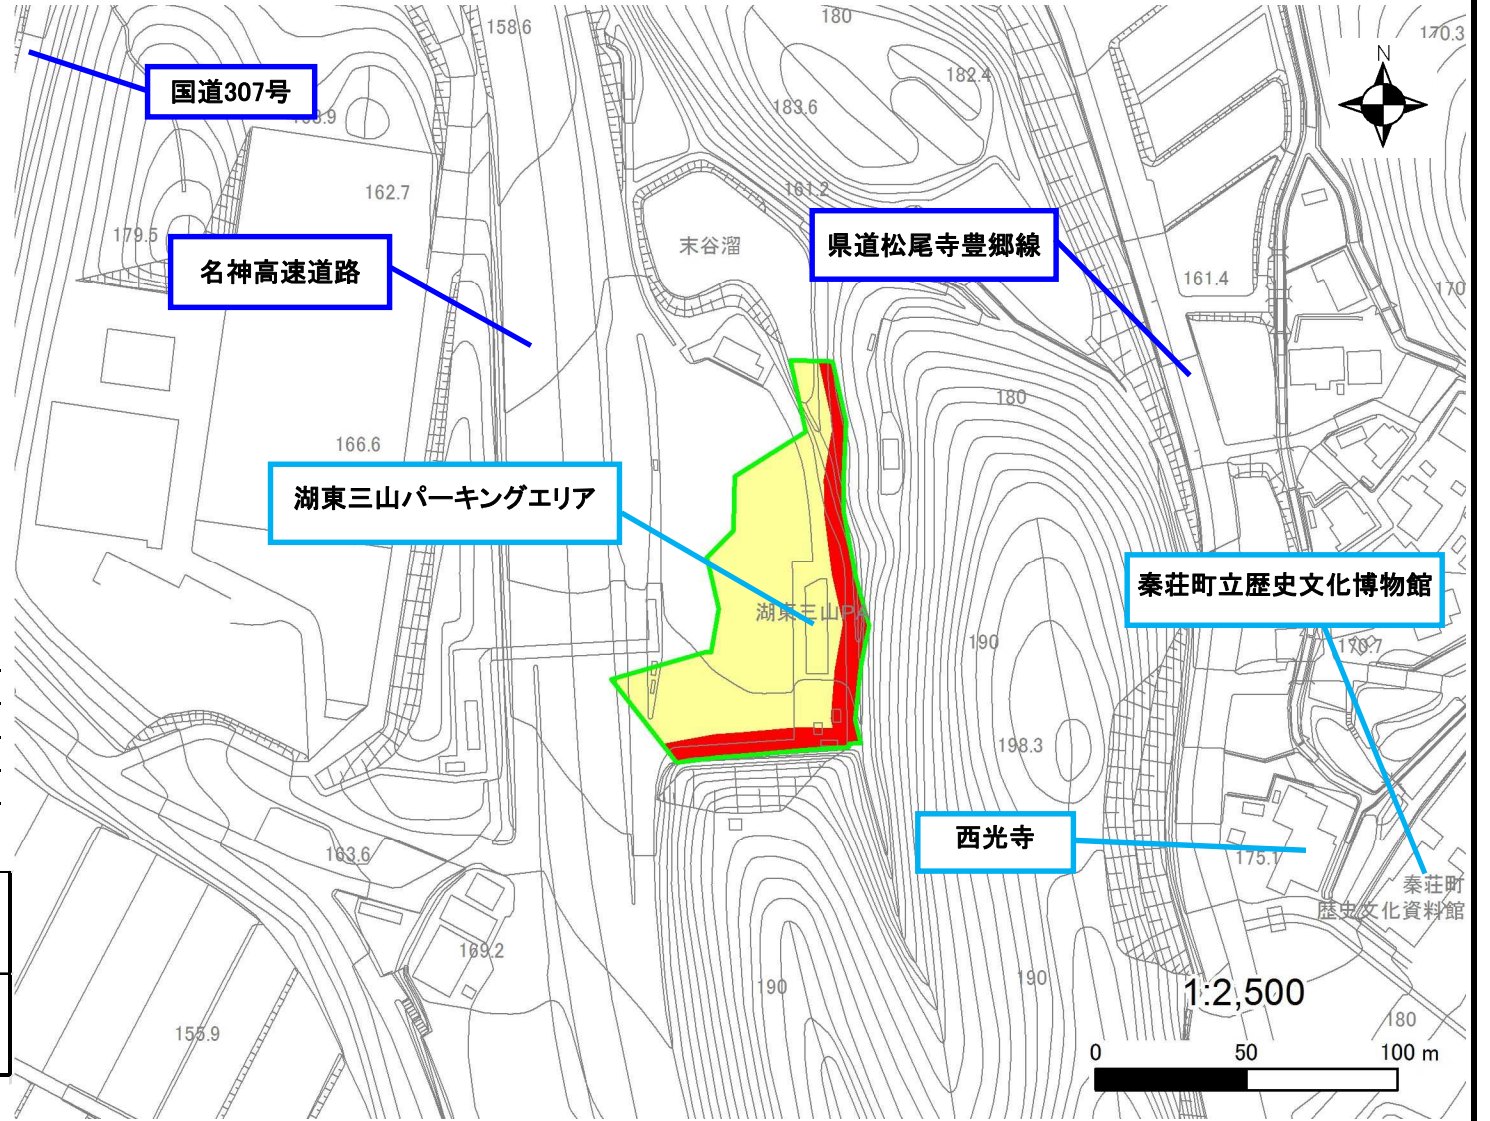 158.6
180
170.3
N
国道307号
182.4
183.6
162.7
161.2
179.5
名神高速道路
末谷溜
県道松尾寺豊郷線
161.4
170
180
166.6
湖東三山パーキングエリア
秦荘町立歴史文化博物館
湖東三山PA
190
170.7
198.3
西光寺
163.6
175.1
秦荘町
歴史文化資料館
169.2
190
190
1:2,500
155.9
180
0 50 100 m